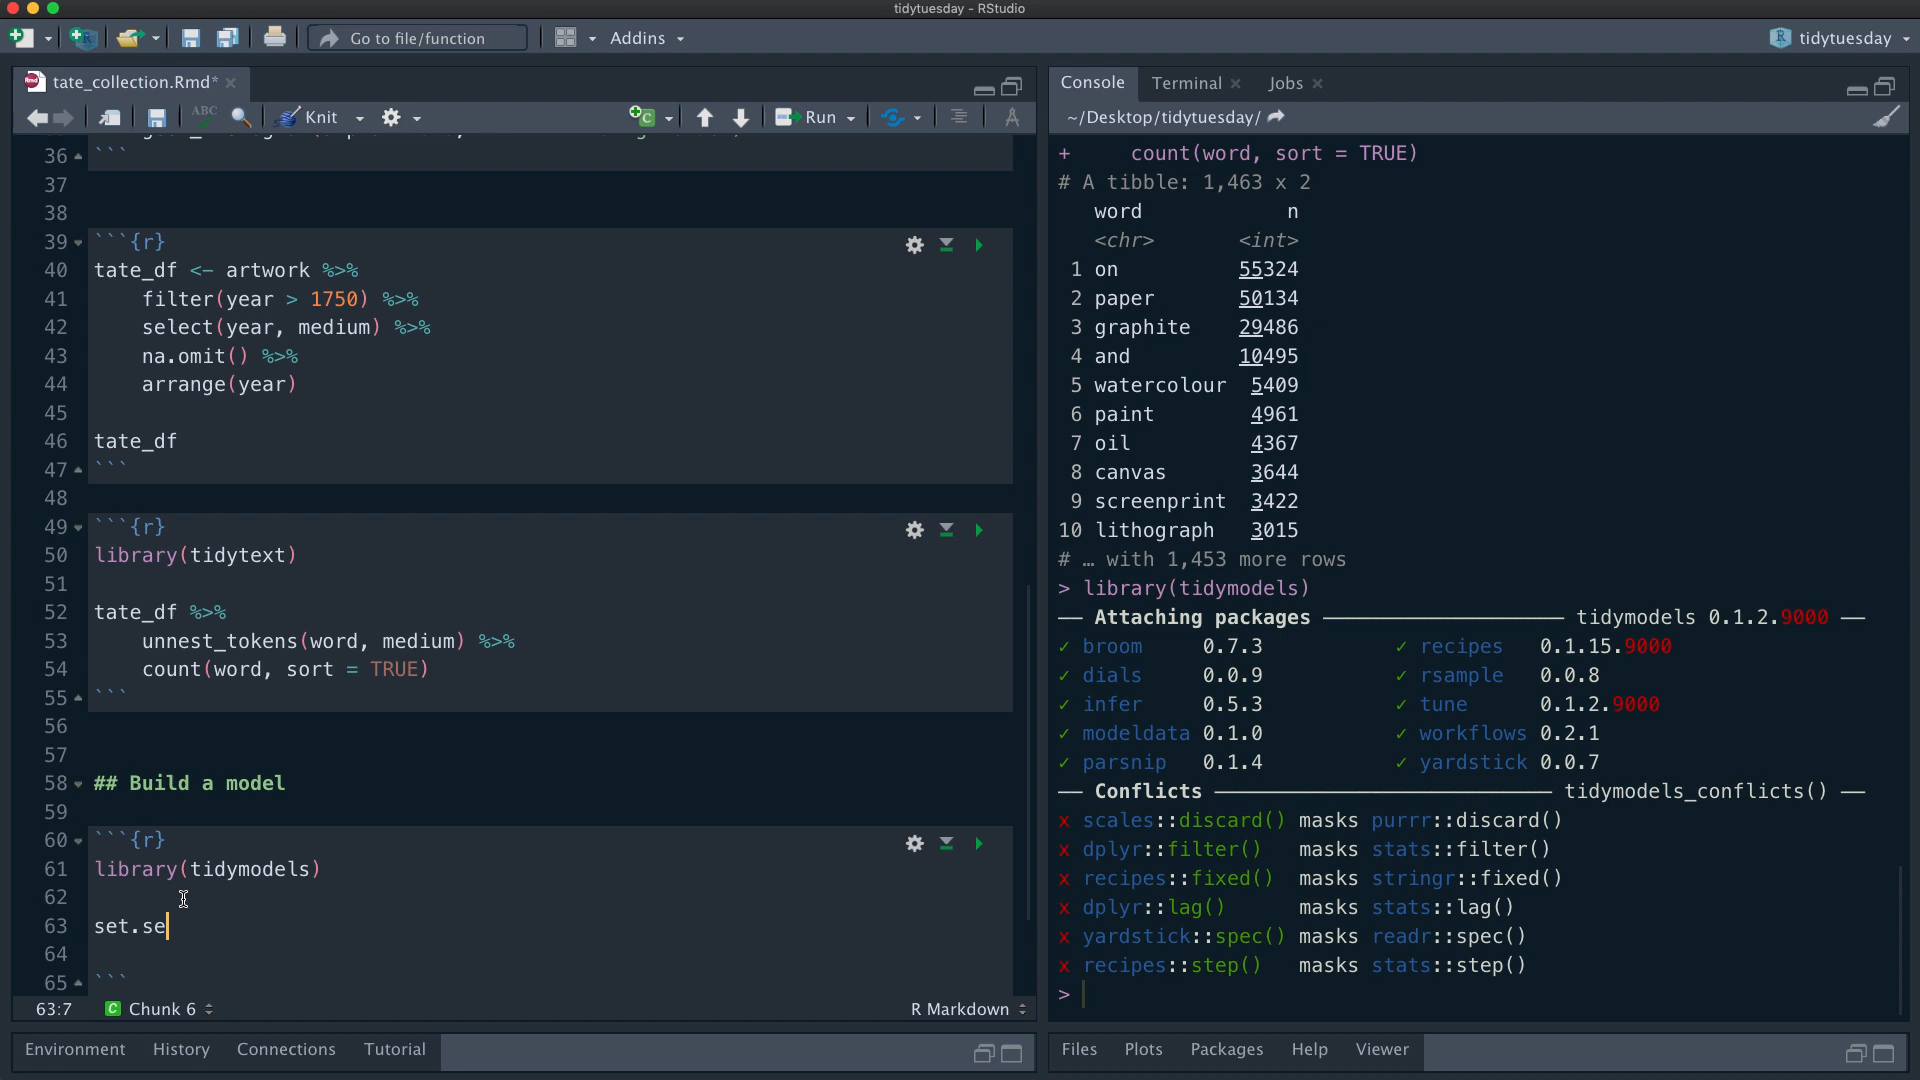 tidytuesday - RStudio
Go to file/function
Addins
tidytuesday
tate_collection.Rmd*
ABC
Knit
Run
36 ```
37
38
39 ```{r}
40 tate_df <- artwork %>%
41 filter(year > 1750) %>%
42 select(year, medium) %>%
43 na.omit() %>%
44 arrange(year)
45
46 tate_df
47 ```
48
49 ```{r}
50 library(tidytext)
51
52 tate_df %>%
53 unnest_tokens(word, medium) %>%
54 count(word, sort = TRUE)
55 ```
56
57
58 ## Build a model
59
60 ```{r}
61 library(tidymodels)
62
63 set.se
64
65 ```
63:7 C Chunk 6 R Markdown
Environment History Connections Tutorial
Console Terminal Jobs
~/Desktop/tidytuesday/
+ count(word, sort = TRUE)
# A tibble: 1,463 x 2
word n
<chr> <int>
1 on 55324
2 paper 50134
3 graphite 29486
4 and 10495
5 watercolour 5409
6 paint 4961
7 oil 4367
8 canvas 3644
9 screenprint 3422
10 lithograph 3015
# … with 1,453 more rows
> library(tidymodels)
── Attaching packages ──────────── tidymodels 0.1.2.9000 ──
✓ broom 0.7.3 ✓ recipes 0.1.15.9000
✓ dials 0.0.9 ✓ rsample 0.0.8
✓ infer 0.5.3 ✓ tune 0.1.2.9000
✓ modeldata 0.1.0 ✓ workflows 0.2.1
✓ parsnip 0.1.4 ✓ yardstick 0.0.7
── Conflicts ──────────── tidymodels_conflicts() ──
x scales::discard() masks purrr::discard()
x dplyr::filter() masks stats::filter()
x recipes::fixed() masks stringr::fixed()
x dplyr::lag() masks stats::lag()
x yardstick::spec() masks readr::spec()
x recipes::step() masks stats::step()
>
Files Plots Packages Help Viewer